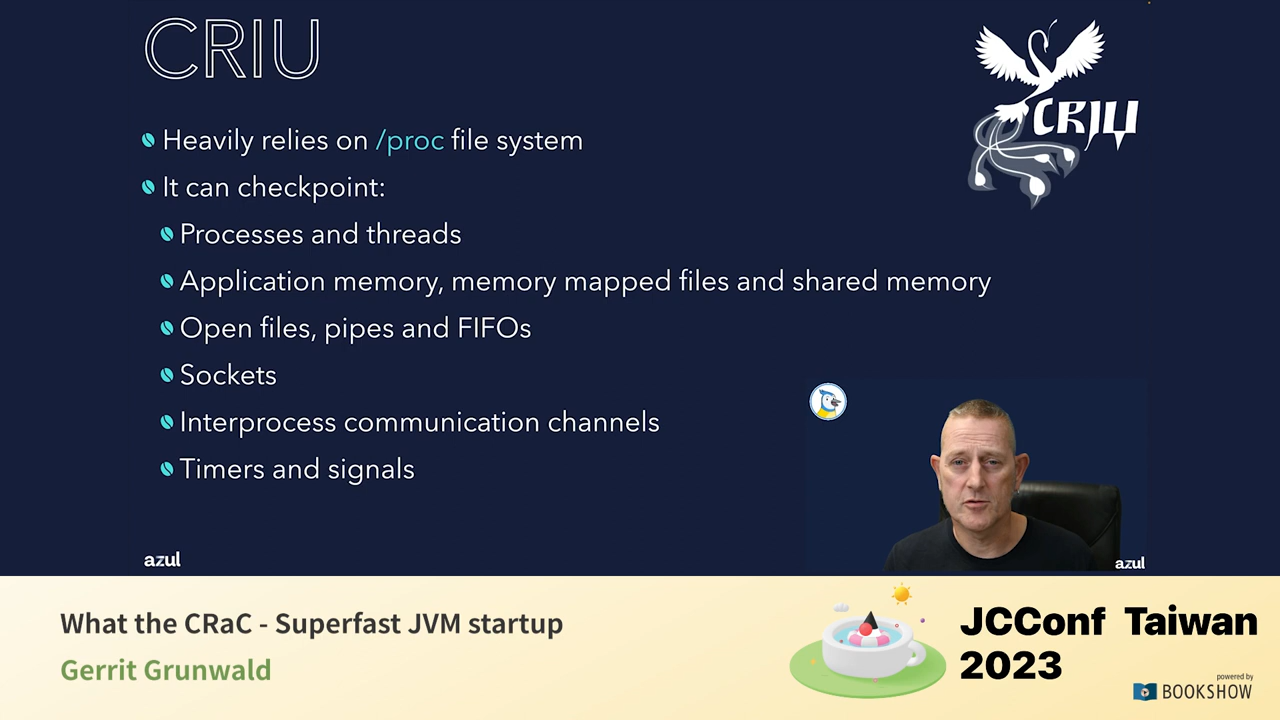 CRIU
CRIU
Heavily relies on /proc file system
It can checkpoint:
Processes and threads
Application memory, memory mapped files and shared memory
Open files, pipes and FIFOs
Sockets
Interprocess communication channels
Timers and signals
azul
azul
What the CRaC - Superfast JVM startup
Gerrit Grunwald
JCConf Taiwan
2023
powered by
BOOKSHOW